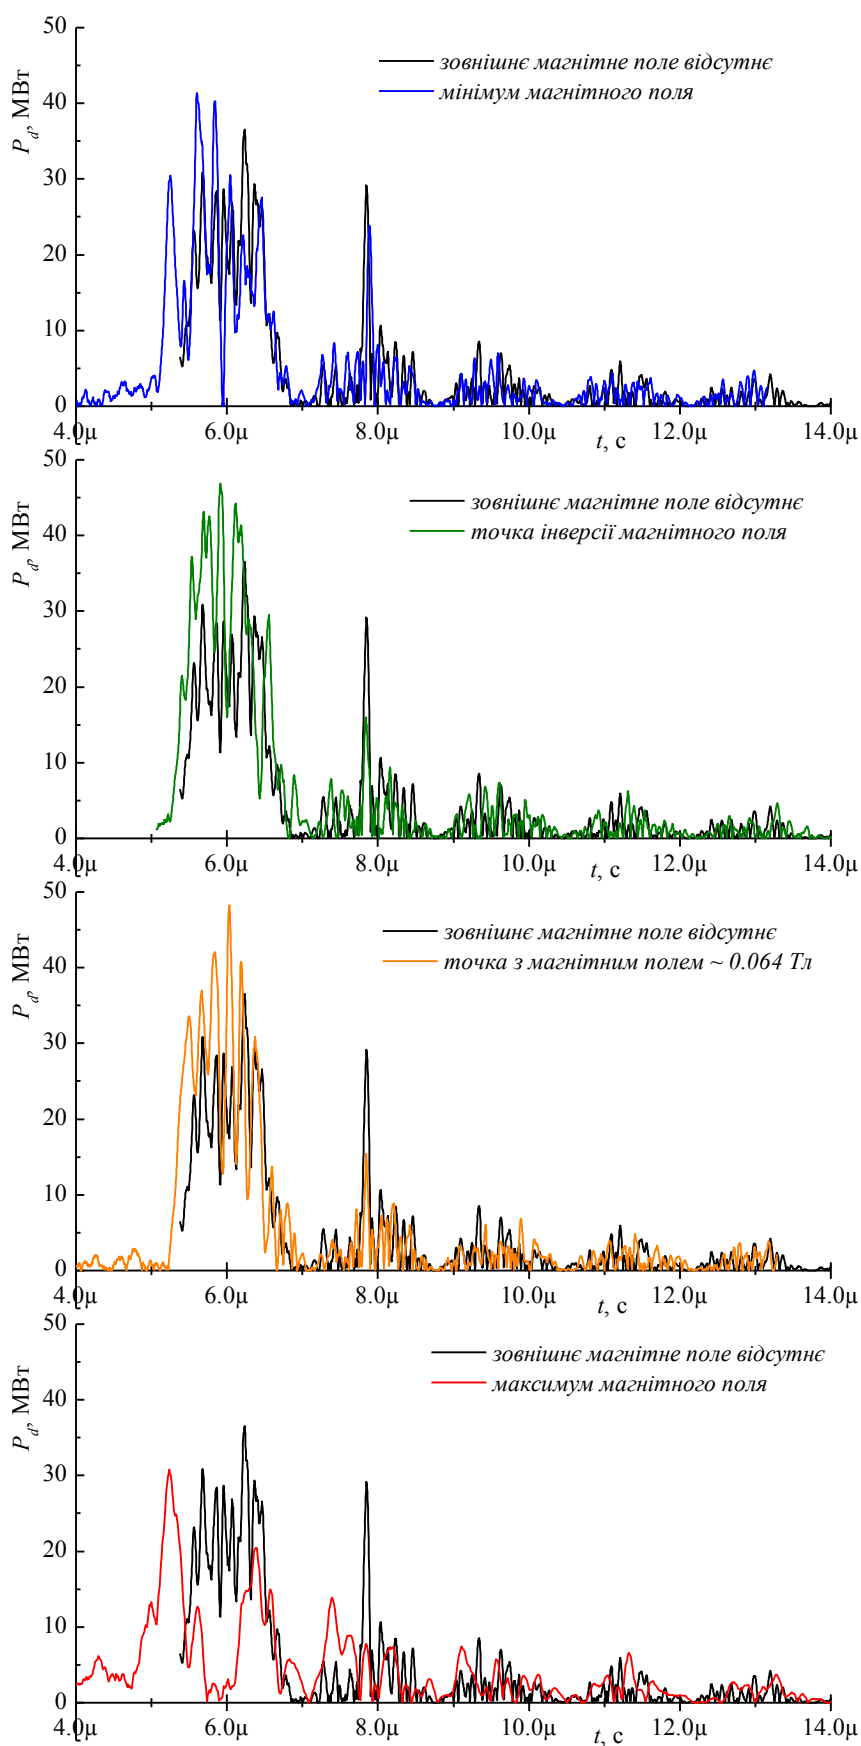 50
зовнішнє магнітне поле відсутнє
мінімум магнітного поля
40
P_d, МВт
30
20
10
0
4.0μ 6.0μ 8.0μ 10.0μ 12.0μ 14.0μ
t, с
50
зовнішнє магнітне поле відсутнє
точка інверсії магнітного поля
40
P_d, МВт
30
20
10
0
4.0μ 6.0μ 8.0μ 10.0μ 12.0μ 14.0μ
t, с
50
зовнішнє магнітне поле відсутнє
точка з магнітним полем ~ 0.064 Тл
40
P_d, МВт
30
20
10
0
4.0μ 6.0μ 8.0μ 10.0μ 12.0μ 14.0μ
t, с
50
зовнішнє магнітне поле відсутнє
максимум магнітного поля
40
P_d, МВт
30
20
10
0
4.0μ 6.0μ 8.0μ 10.0μ 12.0μ 14.0μ
t, с